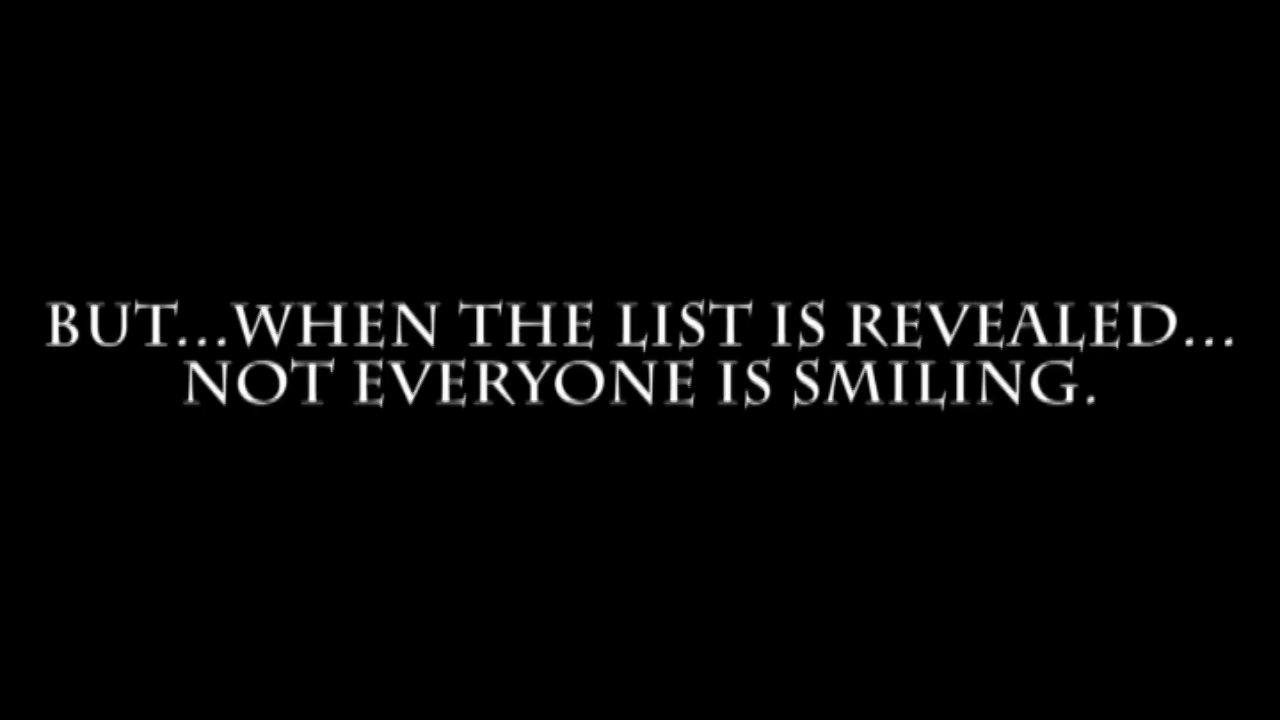 BUT...WHEN THE LIST IS REVEALED...
NOT EVERYONE IS SMILING.